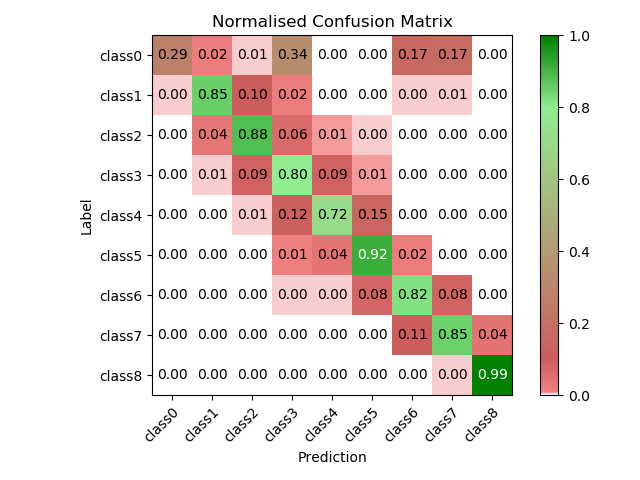 Normalised Confusion Matrix
class0 0.29 0.02 0.01 0.34 0.00 0.00 0.17 0.17 0.00
class1 0.00 0.85 0.10 0.02 0.00 0.00 0.00 0.01 0.00
class2 0.00 0.04 0.88 0.06 0.01 0.00 0.00 0.00 0.00
class3 0.00 0.01 0.09 0.80 0.09 0.01 0.00 0.00 0.00
class4 0.00 0.00 0.01 0.12 0.72 0.15 0.00 0.00 0.00
class5 0.00 0.00 0.00 0.01 0.04 0.92 0.02 0.00 0.00
class6 0.00 0.00 0.00 0.00 0.00 0.08 0.82 0.08 0.00
class7 0.00 0.00 0.00 0.00 0.00 0.00 0.11 0.85 0.04
class8 0.00 0.00 0.00 0.00 0.00 0.00 0.00 0.00 0.99
class0 class1 class2 class3 class4 class5 class6 class7 class8
Prediction
Label
1.0
0.8
0.6
0.4
0.2
0.0